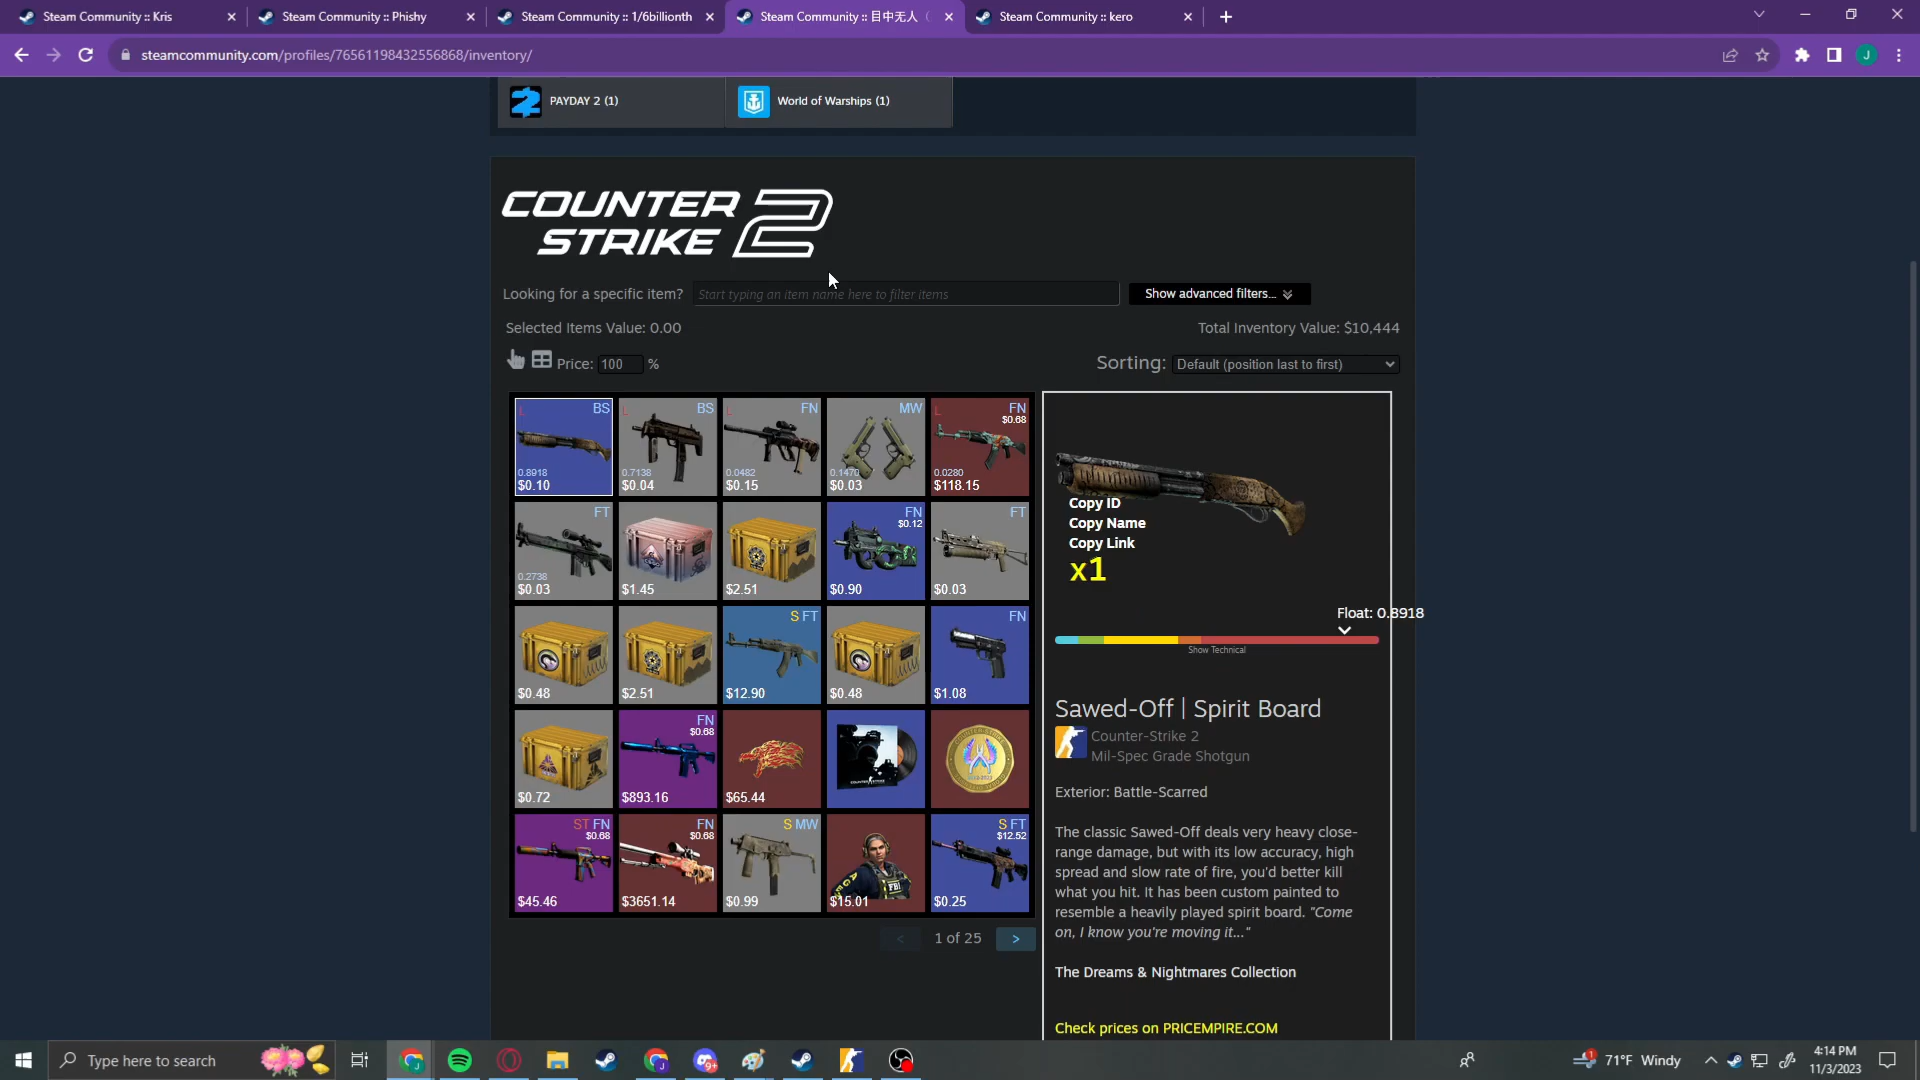 Steam Community :: Kris
Steam Community :: Phishy
Steam Community :: 1/6billionth
Steam Community :: 目中无人
Steam Community :: kero
steamcommunity.com/profiles/76561198432556868/inventory/
J
PAYDAY 2 (1)
World of Warships (1)
COUNTER
STRIKE 2
Looking for a specific item?
Start typing an item name here to filter items
Show advanced filters...
Selected Items Value: 0.00
Total Inventory Value: $10,444
Price: 100 %
Sorting: Default (position last to first)
L BS 0.8918 $0.10
L BS 0.7138 $0.04
L FN 0.0482 $0.15
MW 0.1470 $0.03
L FN $0.68 0.0280 $118.15
FT 0.2738 $0.03
$1.45
$2.51
FN $0.12 $0.90
FT $0.03
$0.48
$2.51
S FT $12.90
$0.48
FN $1.08
$0.72
FN $0.68 $893.16
$65.44
ST FN $0.68 $45.46
FN $0.68 $3651.14
S MW $0.99
$15.01
S FT $12.52 $0.25
< 1 of 25 >
Copy ID
Copy Name
Copy Link
x1
Float: 0.8918
Show Technical
Sawed-Off | Spirit Board
Counter-Strike 2
Mil-Spec Grade Shotgun
Exterior: Battle-Scarred
The classic Sawed-Off deals very heavy close-
range damage, but with its low accuracy, high
spread and slow rate of fire, you'd better kill
what you hit. It has been custom painted to
resemble a heavily played spirit board. "Come
on, I know you're moving it..."
The Dreams & Nightmares Collection
Check prices on PRICEMPIRE.COM
Type here to search
9+
1
71°F Windy
4:14 PM
11/3/2023